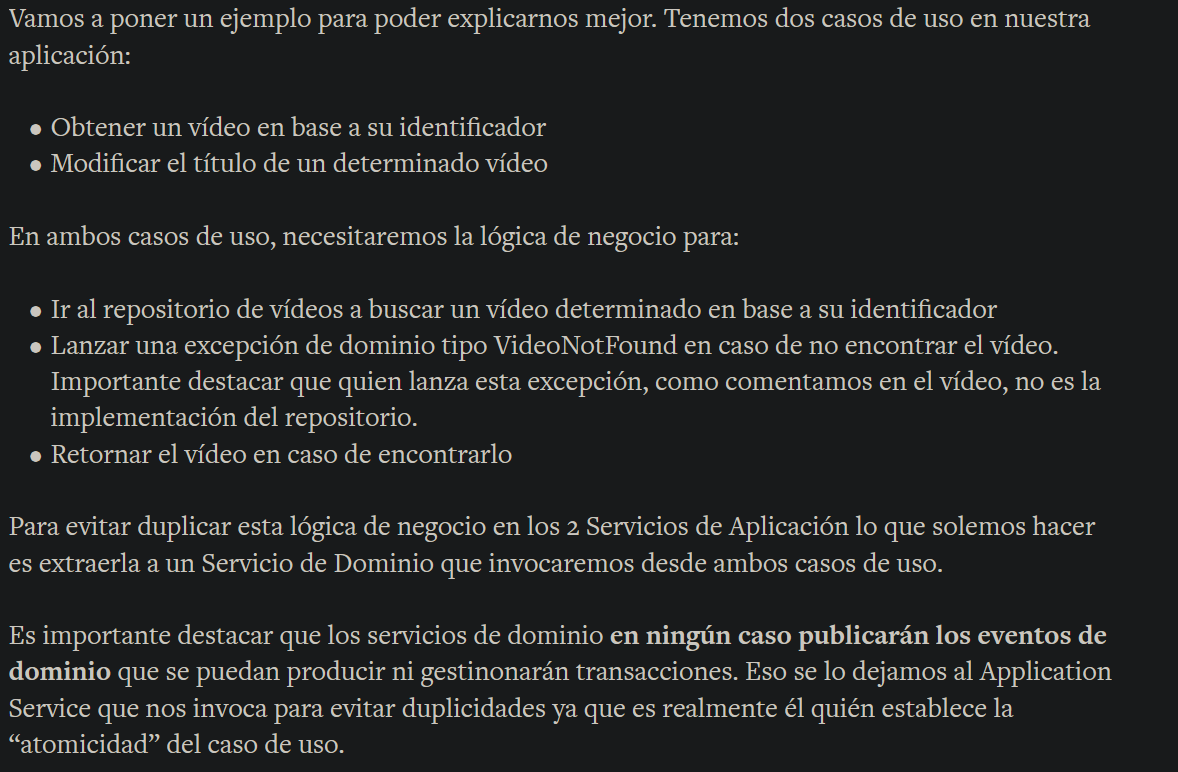 Vamos a poner un ejemplo para poder explicarnos mejor. Tenemos dos casos de uso en nuestra
aplicación:
● Obtener un vídeo en base a su identificador
● Modificar el título de un determinado vídeo
En ambos casos de uso, necesitaremos la lógica de negocio para:
● Ir al repositorio de vídeos a buscar un vídeo determinado en base a su identificador
● Lanzar una excepción de dominio tipo VideoNotFound en caso de no encontrar el vídeo.
Importante destacar que quien lanza esta excepción, como comentamos en el vídeo, no es la
implementación del repositorio.
● Retornar el vídeo en caso de encontrarlo
Para evitar duplicar esta lógica de negocio en los 2 Servicios de Aplicación lo que solemos hacer
es extraerla a un Servicio de Dominio que invocaremos desde ambos casos de uso.
Es importante destacar que los servicios de dominio en ningún caso publicarán los eventos de
dominio que se puedan producir ni gestinonarán transacciones. Eso se lo dejamos al Application
Service que nos invoca para evitar duplicidades ya que es realmente él quién establece la
“atomicidad” del caso de uso.